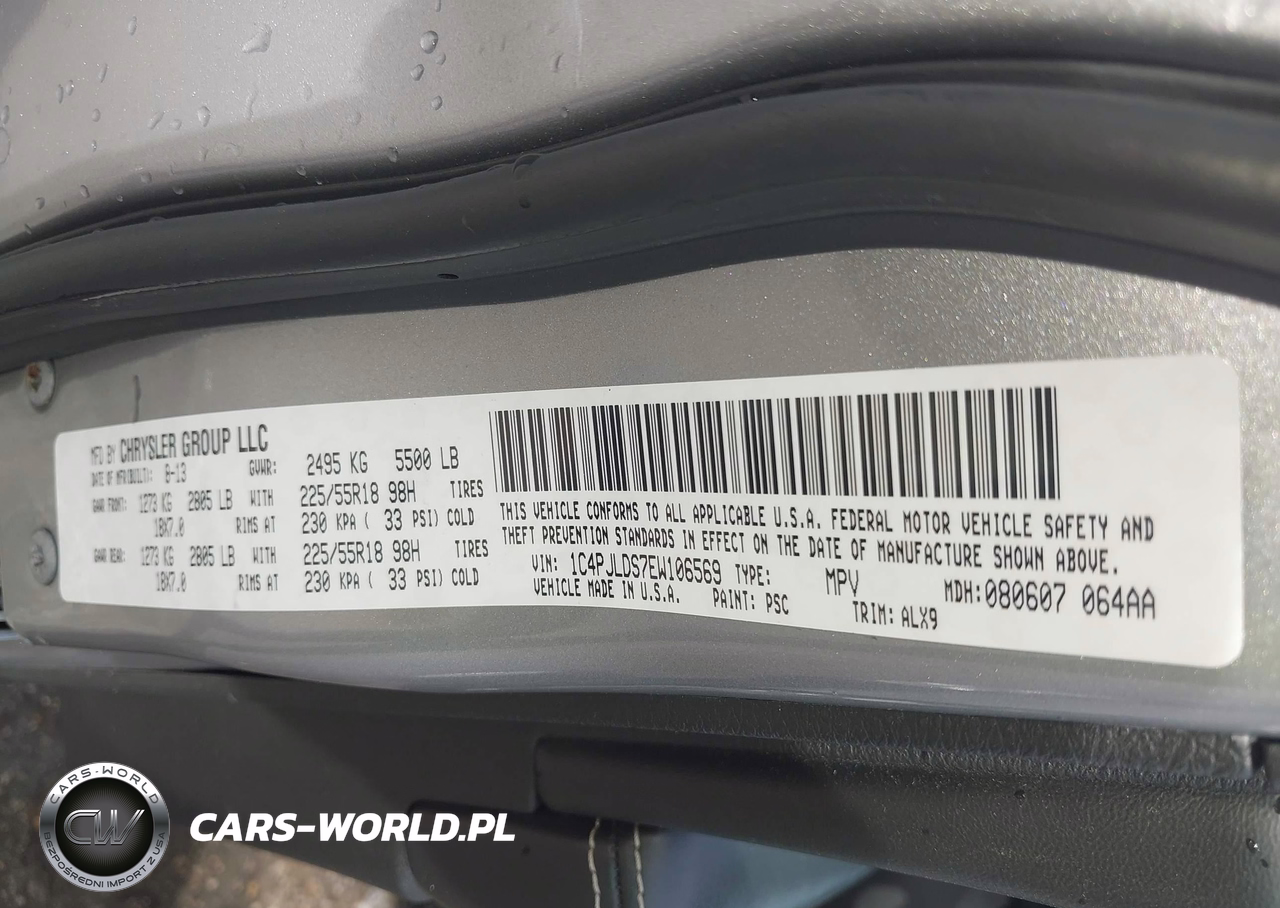 MFD BY CHRYSLER GROUP LLC
DATE OF MFR(BUILT): 8-13 GVWR: 2495 KG 5500 LB
GAWR FRONT: 1273 KG 2805 LB WITH 225/55R18 98H TIRES
18X7.0 RIMS AT 230 KPA ( 33 PSI) COLD
GAWR REAR: 1273 KG 2805 LB WITH 225/55R18 98H TIRES
18X7.0 RIMS AT 230 KPA ( 33 PSI) COLD
THIS VEHICLE CONFORMS TO ALL APPLICABLE U.S.A. FEDERAL MOTOR VEHICLE SAFETY AND
THEFT PREVENTION STANDARDS IN EFFECT ON THE DATE OF MANUFACTURE SHOWN ABOVE.
VIN: 1C4PJLDS7EW106569 TYPE: MPV MDH:080607 064AA
VEHICLE MADE IN U.S.A. PAINT: PSC TRIM: ALX9
CARS-WORLD
CW
BEZPOŚREDNI IMPORT Z USA
CARS-WORLD.PL